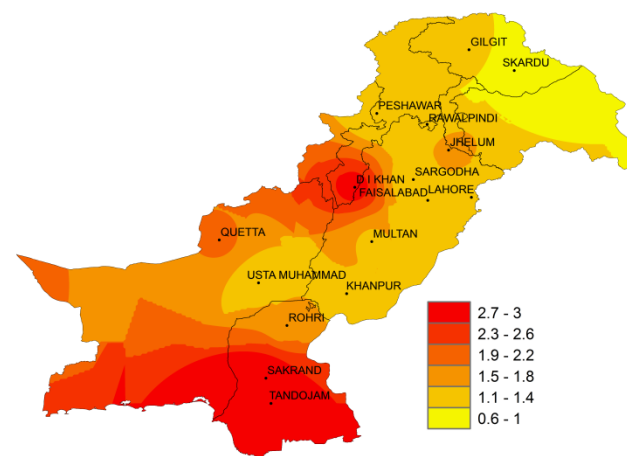 GILGIT
SKARDU
PESHAWAR
RAWALPINDI
JHELUM
D I KHAN
SARGODHA
FAISALABAD
LAHORE
QUETTA
MULTAN
USTA MUHAMMAD
KHANPUR
ROHRI
SAKRAND
TANDOJAM
2.7 - 3
2.3 - 2.6
1.9 - 2.2
1.5 - 1.8
1.1 - 1.4
0.6 - 1